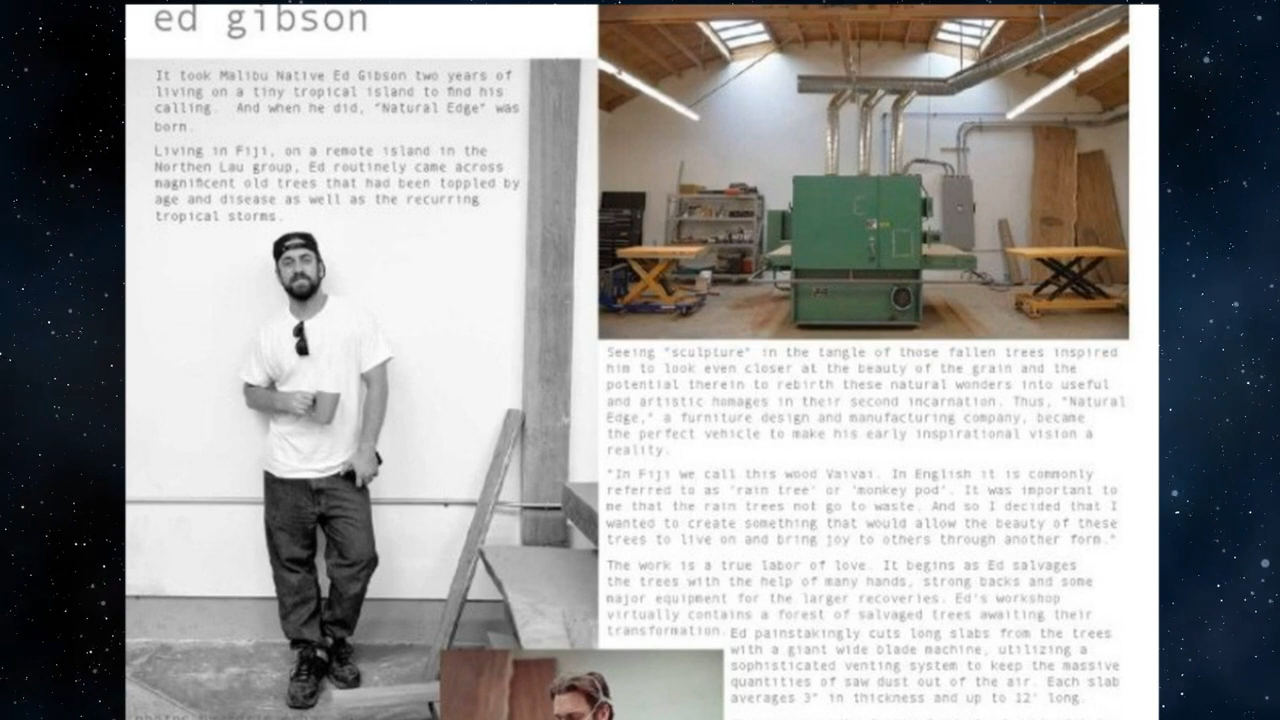 ed gibson
It took Malibu Native Ed Gibson two years of
living on a tiny tropical island to find his
calling. And when he did, "Natural Edge" was
born.
Living in Fiji, on a remote island in the
Northen Lau group, Ed routinely came across
magnificent old trees that had been toppled by
age and disease as well as the recurring
tropical storms.
Seeing "sculpture" in the tangle of those fallen trees inspired
him to look even closer at the beauty of the grain and the
potential therein to rebirth these natural wonders into useful
and artistic homages in their second incarnation. Thus, "Natural
Edge," a furniture design and manufacturing company, became
the perfect vehicle to make his early inspirational vision a
reality.
"In Fiji we call this wood Vaivai. In English it is commonly
referred to as 'rain tree' or 'monkey pod'. It was important to
me that the rain trees not go to waste. And so I decided that I
wanted to create something that would allow the beauty of these
trees to live on and bring joy to others through another form."
The work is a true labor of love. It begins as Ed salvages
the trees with the help of many hands, strong backs and some
major equipment for the larger recoveries. Ed's workshop
virtually contains a forest of salvaged trees awaiting their
transformation.
Ed painstakingly cuts long slabs from the trees
with a giant wide blade machine, utilizing a
sophisticated venting system to keep the massive
quantities of saw dust out of the air. Each slab
averages 3" in thickness and up to 12' long.